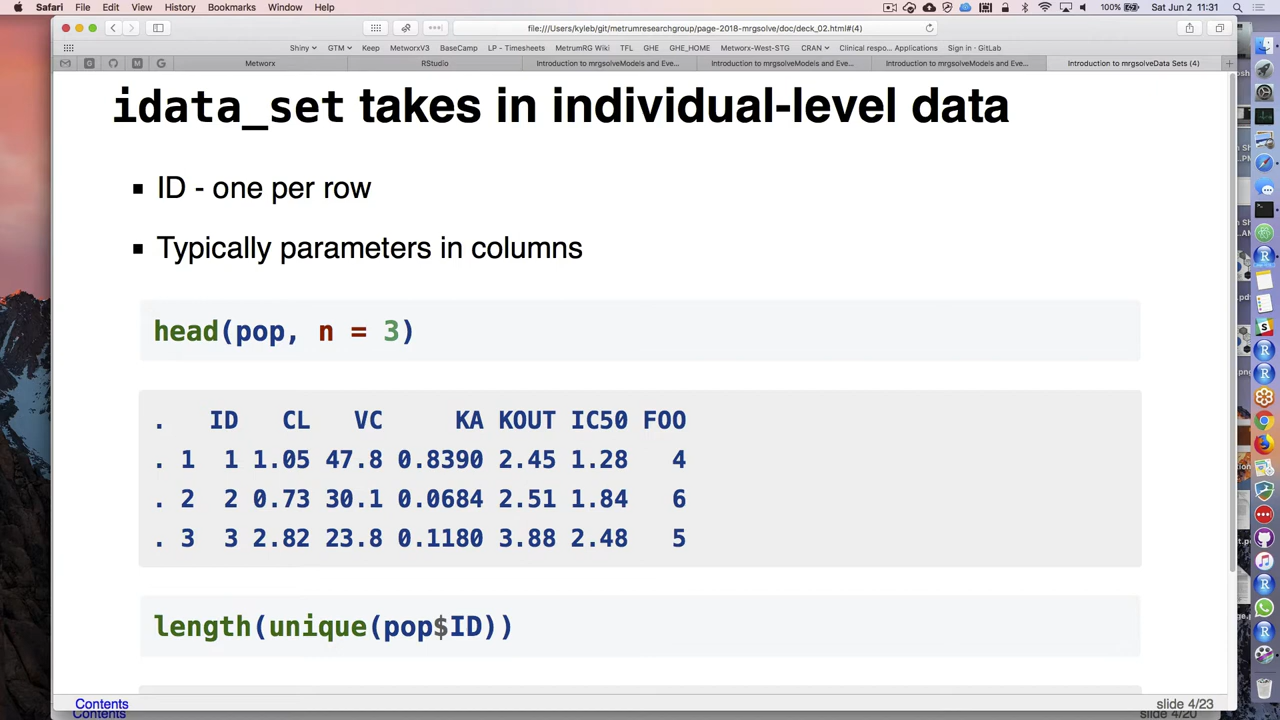 Safari File Edit View History Bookmarks Window Help 100% Sat Jun 2 11:31
file:///Users/kyleb/git/metrumresearchgroup/page-2018-mrgsolve/doc/deck_02.html#(4)
Shiny GTM Keep MetworxV3 BaseCamp LP - Timesheets MetrumRG Wiki TFL GHE GHE_HOME Metworx-West-STG CRAN Clinical respo... Applications Sign in · GitLab
Metworx RStudio Introduction to mrgsolveModels and Eve... Introduction to mrgsolveModels and Eve... Introduction to mrgsolveModels and Eve... Introduction to mrgsolveData Sets (4)
idata_set takes in individual-level data
ID - one per row
Typically parameters in columns
head(pop, n = 3)
. ID CL VC KA KOUT IC50 FOO
. 1 1 1.05 47.8 0.8390 2.45 1.28 4
. 2 2 0.73 30.1 0.0684 2.51 1.84 6
. 3 3 2.82 23.8 0.1180 3.88 2.48 5
length(unique(pop$ID))
Contents slide 4/23
Contents slide 4/20